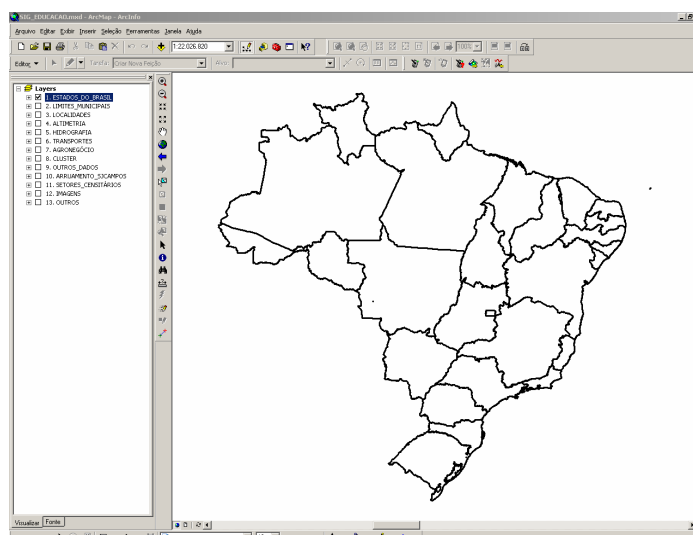 SIG_EDUCACAO.mxd - ArcMap - ArcInfo
Arquivo Editar Exibir Inserir Seleção Ferramentas Janela Ajuda
1:22.026.820
100%
Editor Tarefa: Criar Nova Feição Alvo:
Layers
1. ESTADOS_DO_BRASIL
2. LIMITES_MUNICIPAIS
3. LOCALIDADES
4. ALTIMETRIA
5. HIDROGRAFIA
6. TRANSPORTES
7. AGRONEGÓCIO
8. CLUSTER
9. OUTROS_DADOS
10. ARRUAMENTO_SJCAMPOS
11. SETORES_CENSITÁRIOS
12. IMAGENS
13. OUTROS
Visualizar Fonte